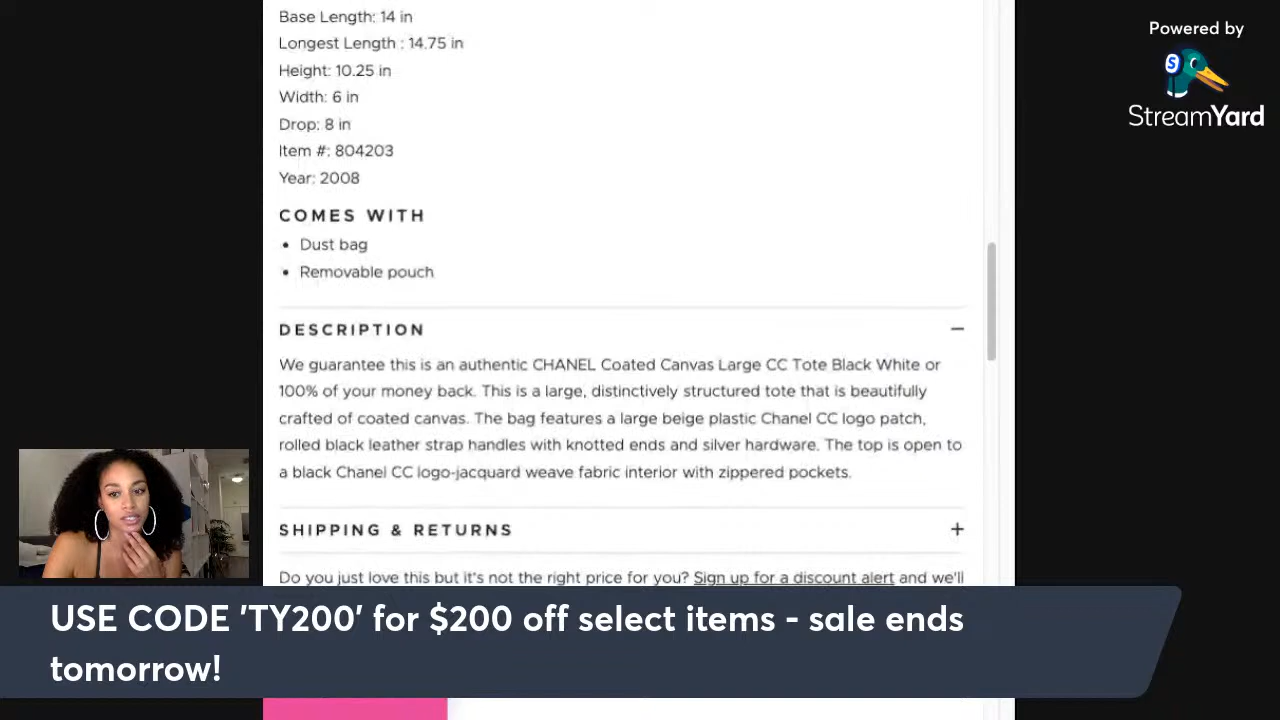 Base Length: 14 in
Longest Length : 14.75 in
Height: 10.25 in
Width: 6 in
Drop: 8 in
Item #: 804203
Year: 2008
COMES WITH
• Dust bag
• Removable pouch
DESCRIPTION
We guarantee this is an authentic CHANEL Coated Canvas Large CC Tote Black White or
100% of your money back. This is a large, distinctively structured tote that is beautifully
crafted of coated canvas. The bag features a large beige plastic Chanel CC logo patch,
rolled black leather strap handles with knotted ends and silver hardware. The top is open to
a black Chanel CC logo-jacquard weave fabric interior with zippered pockets.
SHIPPING & RETURNS
Do you just love this but it's not the right price for you? Sign up for a discount alert and we'll
USE CODE 'TY200' for $200 off select items - sale ends
tomorrow!
Powered by
S
StreamYard